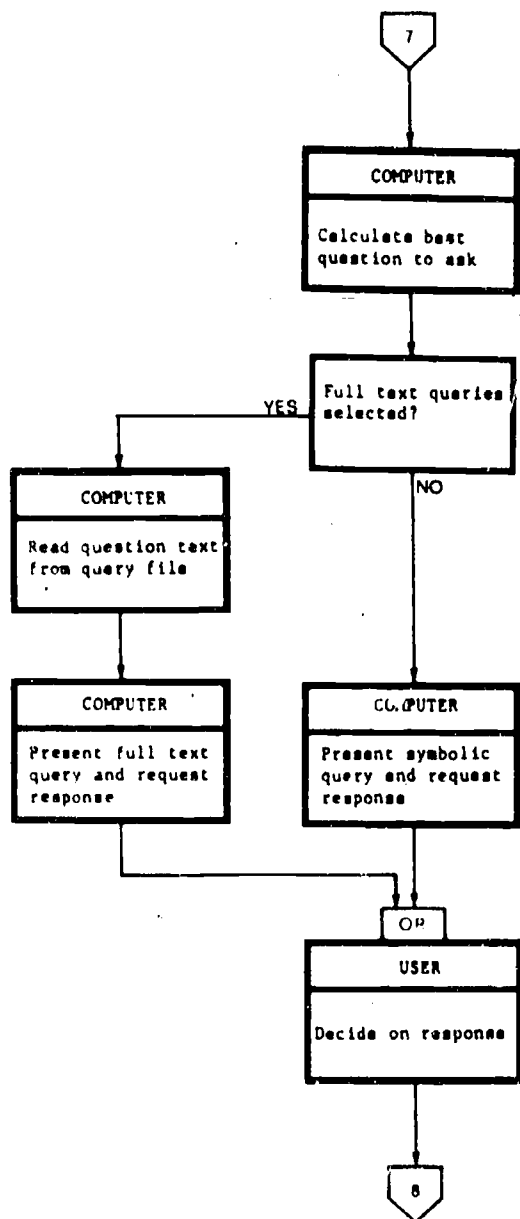 7
COMPUTER
Calculate best
question to ask
Full text queries
selected?
YES
NO
COMPUTER
Read question text
from query file
COMPUTER
Present full text
query and request
response
COMPUTER
Present symbolic
query and request
response
OR
USER
Decide on response
8